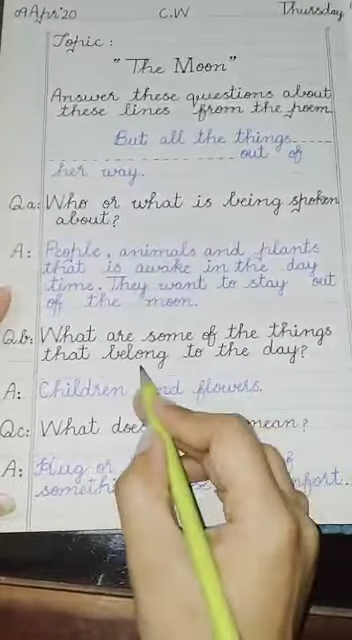 09 Apr'20 C.W Thursday
Topic:
"The Moon"
Answer these questions about
these lines from the poem.
But all the things
out of
her way.
Qa: Who or what is being spoken
about?
A: People, animals and plants
that is awake in the day
time. They want to stay out
of the moon.
Qb: What are some of the things
that belong to the day?
A: Children and flowers.
Qc: What does mean?
A: Hug or